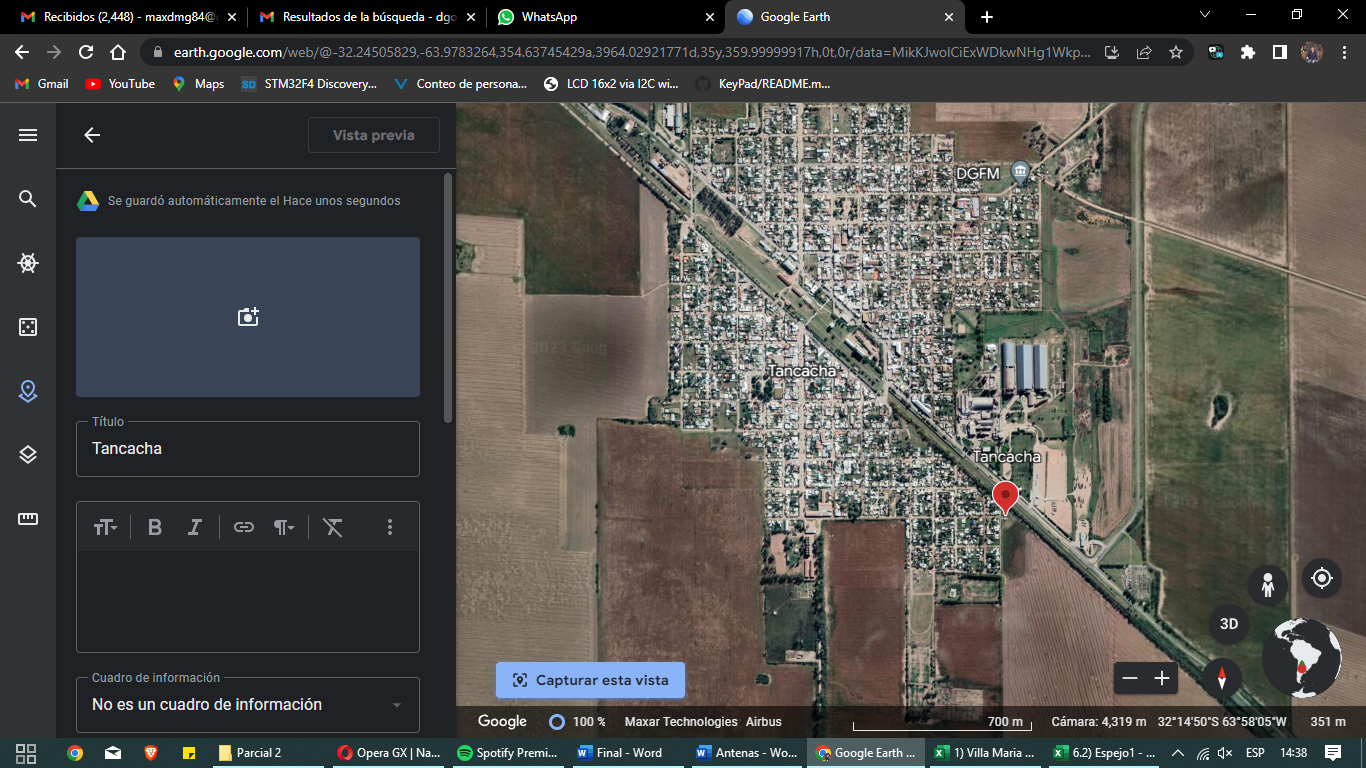 Recibidos (2,448) - maxdmg84@
Resultados de la búsqueda - dgo
WhatsApp
Google Earth
earth.google.com/web/@-32.24505829,-63.9783264,354.63745429a,3964.02921771d,35y,359.99999917h,0t,0r/data=MikKJwolCiExWDkwNHg1Wkp...
Gmail
YouTube
Maps
SD
STM32F4 Discovery...
Conteo de persona...
LCD 16x2 via I2C wi...
KeyPad/README.m...
Vista previa
Se guardó automáticamente el Hace unos segundos
Título
Tancacha
B I
Cuadro de información
No es un cuadro de información
DGFM
Tancacha
Tancacha
3D
Capturar esta vista
Google
100 %
Maxar Technologies Airbus
700 m
Cámara: 4,319 m
32°14'50"S 63°58'05"W
351 m
Parcial 2
Opera GX | Na...
Spotify Premi...
Final - Word
Antenas - Wo...
Google Earth ...
1) Villa Maria ...
6.2) Espejo1 - ...
ESP
14:38